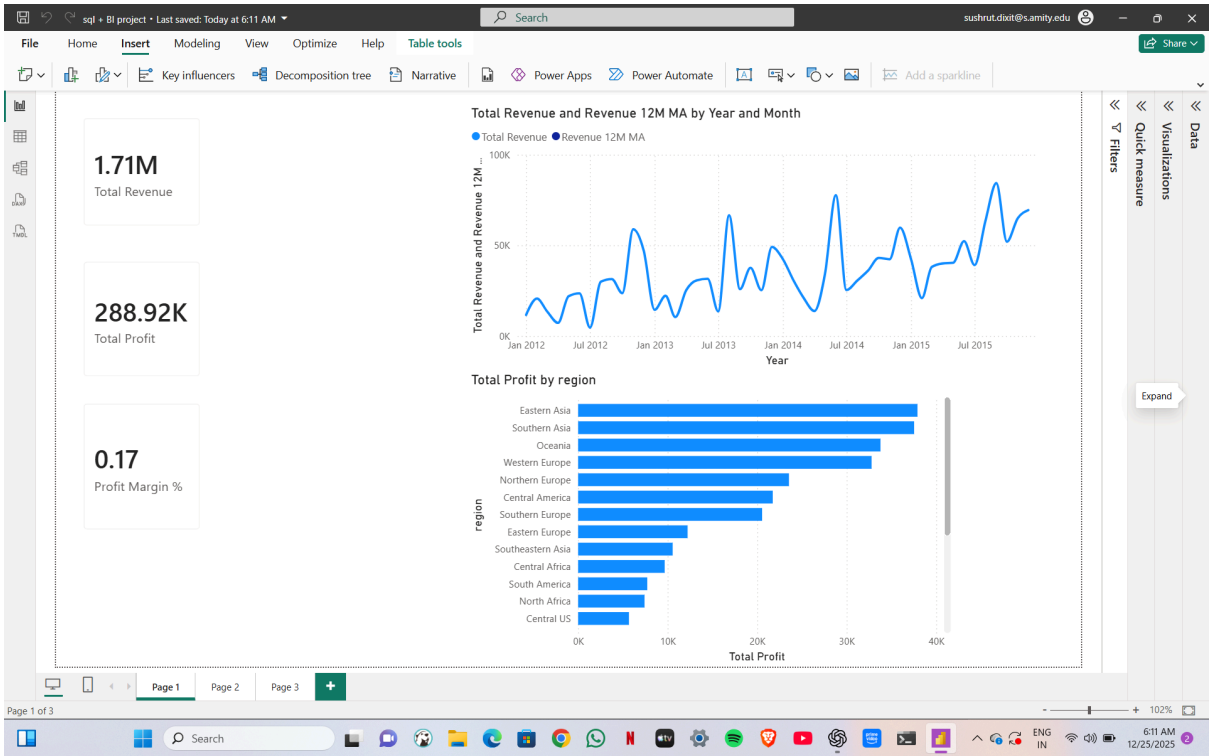 sql + BI project • Last saved: Today at 6:11 AM
Search
sushrut.dixit@s.amity.edu
File Home Insert Modeling View Optimize Help Table tools
Share
Key influencers Decomposition tree Narrative Power Apps Power Automate Add a sparkline
1.71M
Total Revenue
288.92K
Total Profit
0.17
Profit Margin %
Total Revenue and Revenue 12M MA by Year and Month
Total Revenue Revenue 12M MA
Total Revenue and Revenue 12M ...
100K
50K
0K
Jan 2012 Jul 2012 Jan 2013 Jul 2013 Jan 2014 Jul 2014 Jan 2015 Jul 2015
Year
Total Profit by region
region
Eastern Asia
Southern Asia
Oceania
Western Europe
Northern Europe
Central America
Southern Europe
Eastern Europe
Southeastern Asia
Central Africa
South America
North Africa
Central US
0K 10K 20K 30K 40K
Total Profit
Filters
Quick measure
Visualizations
Data
Expand
DAX
TMDL
Page 1 Page 2 Page 3
Page 1 of 3
- + 102%
Search
tv
prime video
ENG
IN
6:11 AM
12/25/2025
2